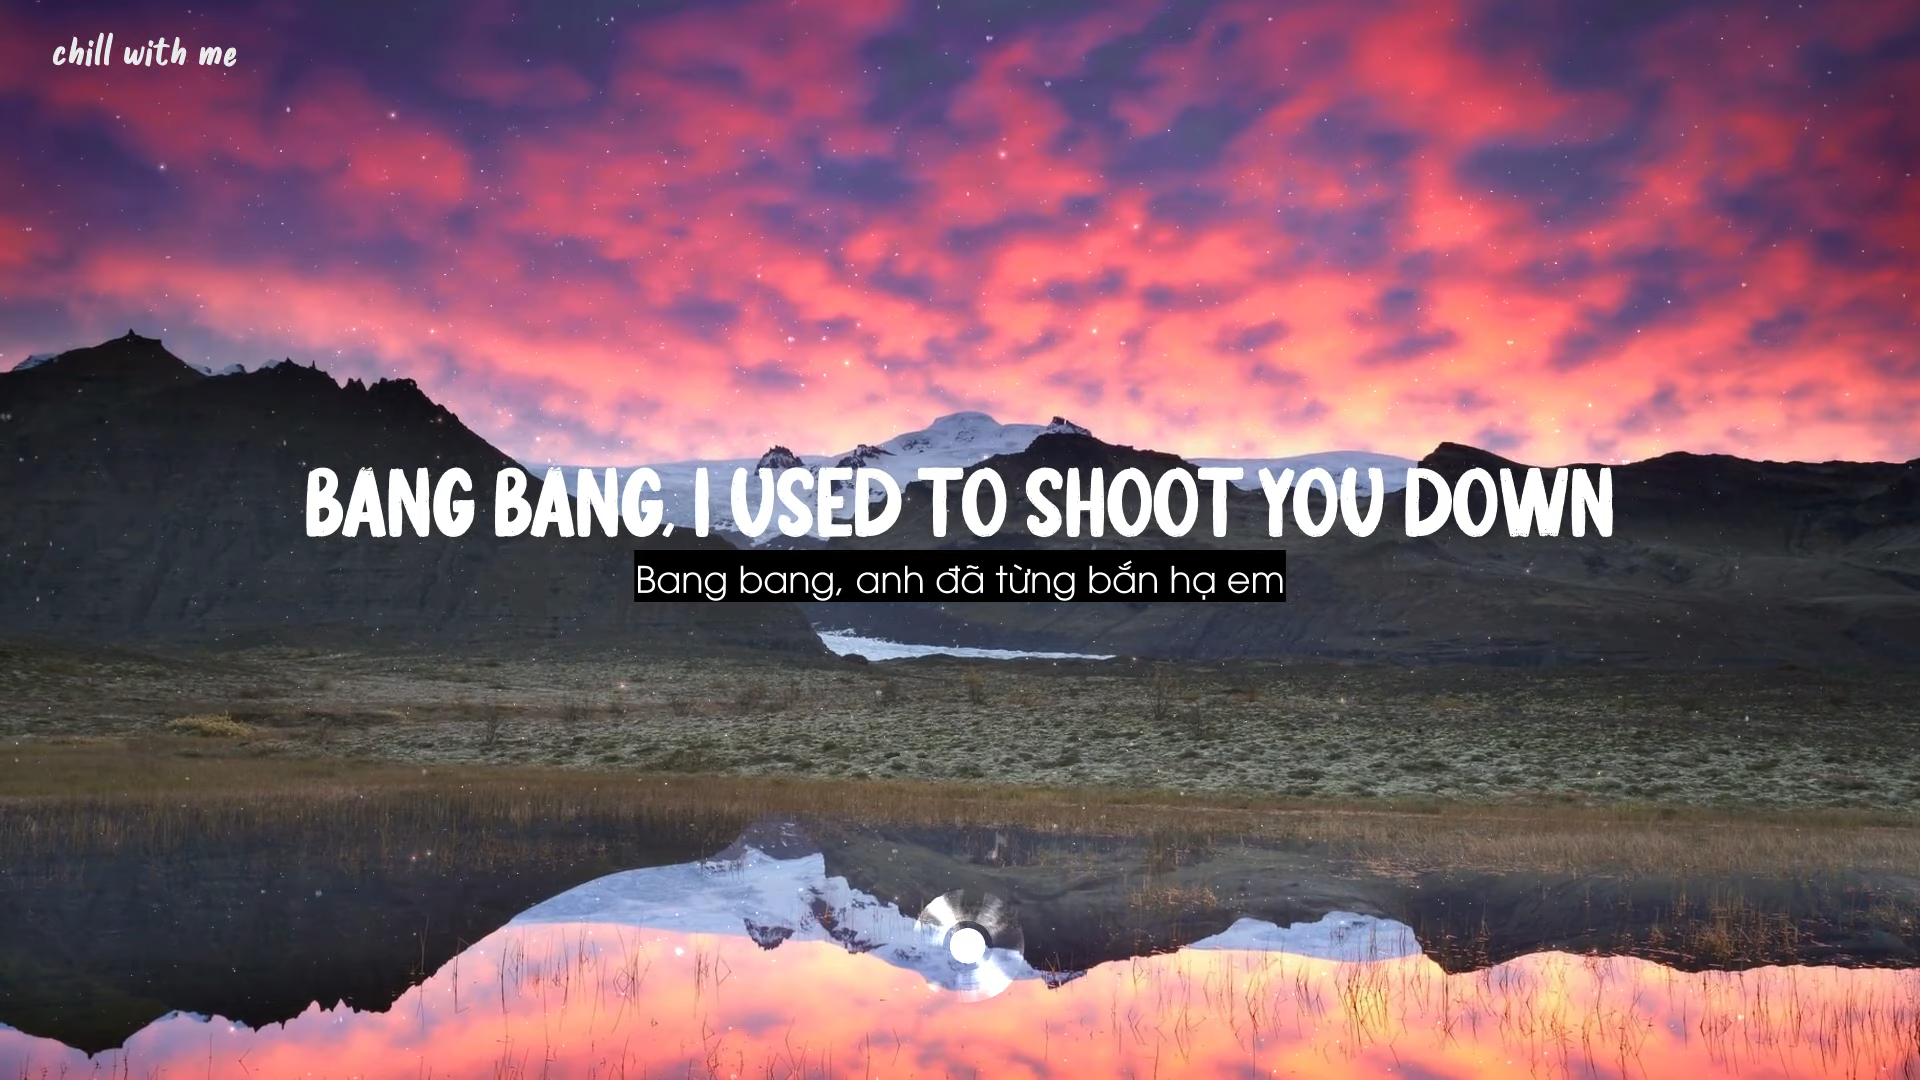 chill with me
BANG BANG, I USED TO SHOOT YOU DOWN
Bang bang, anh đã từng bắn hạ em